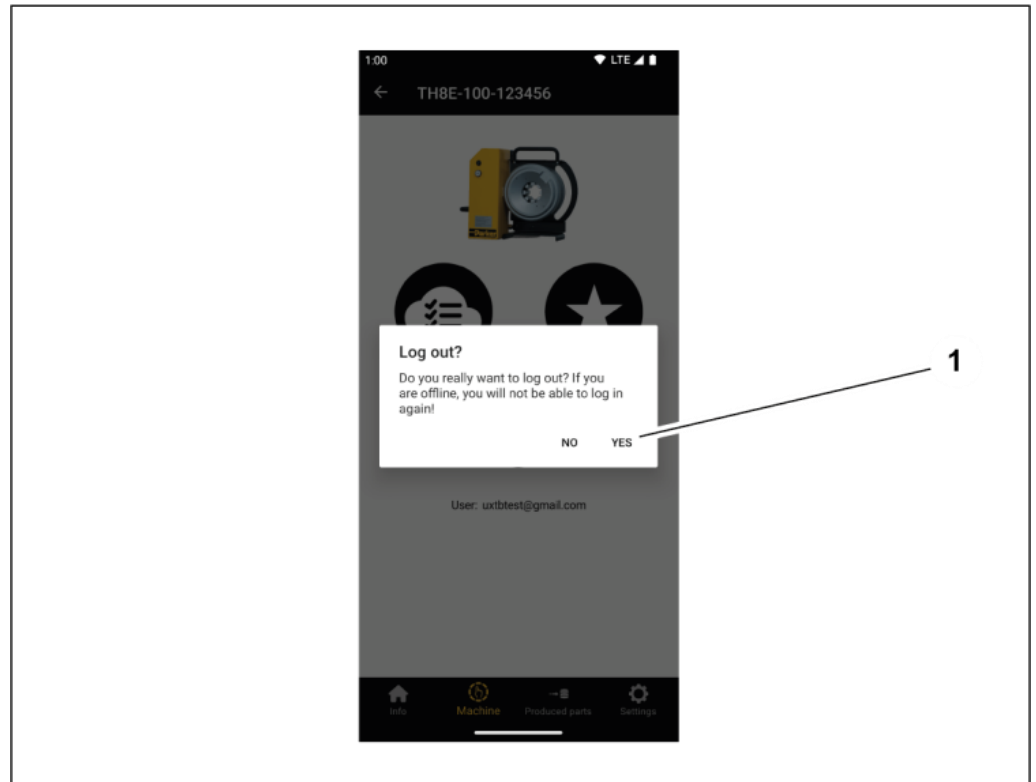 1:00 LTE
TH8E-100-123456
Parker
Log out?
Do you really want to log out? If you
are offline, you will not be able to log in
again!
NO YES
1
User: uxtbtest@gmail.com
Info Machine Produced parts Settings